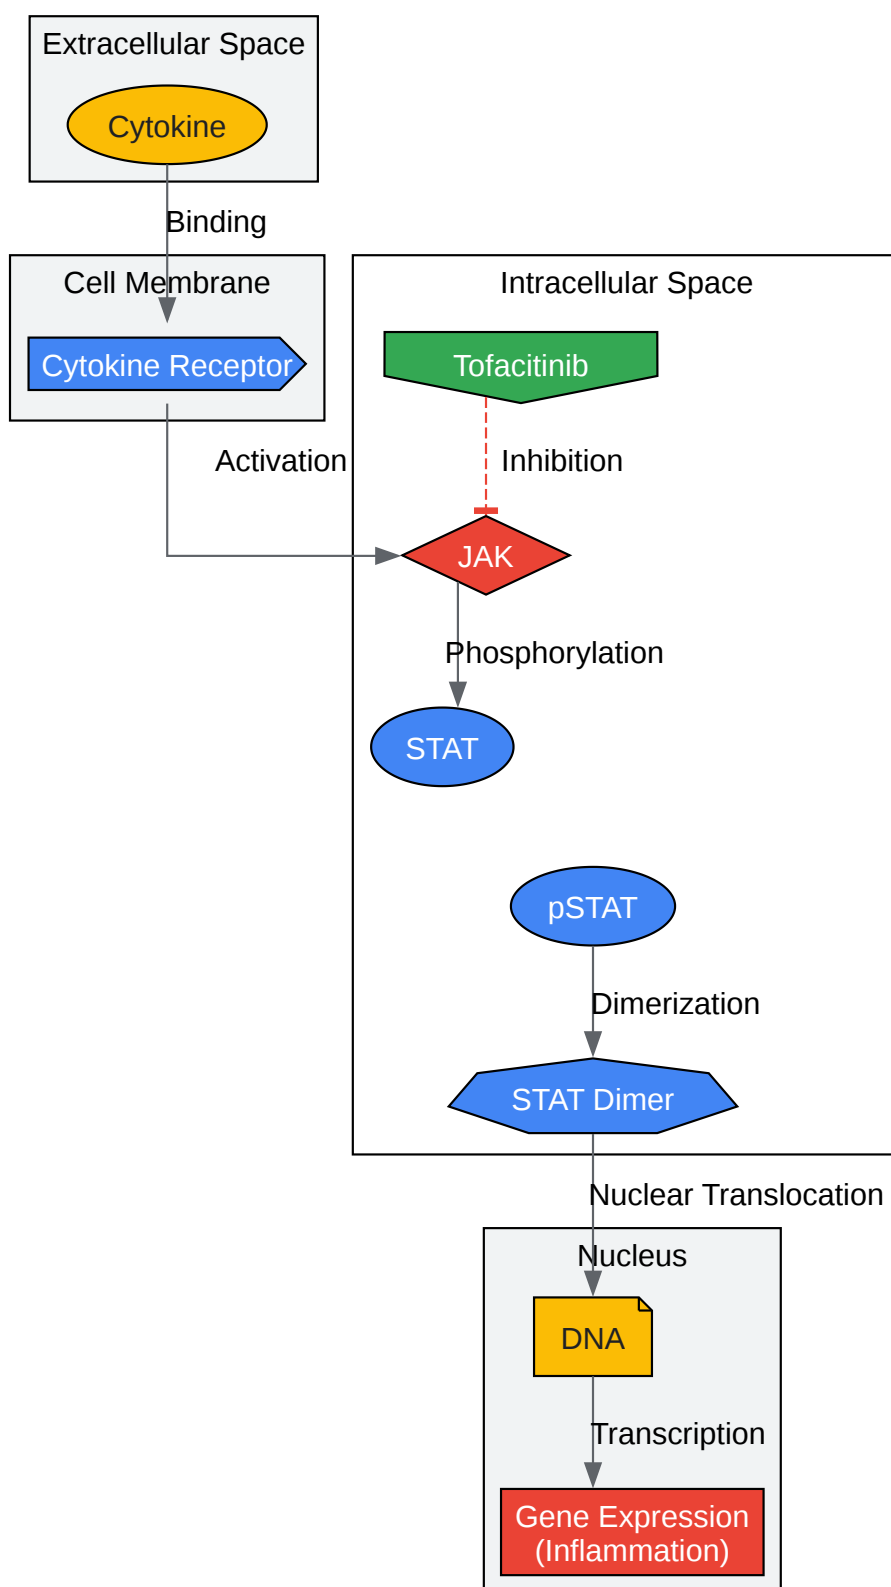 Extracellular Space
Cytokine
Binding
Cell Membrane
Cytokine Receptor
Activation
Intracellular Space
Tofacitinib
Inhibition
JAK
Phosphorylation
STAT
pSTAT
Dimerization
STAT Dimer
Nuclear Translocation
Nucleus
DNA
Transcription
Gene Expression
(Inflammation)